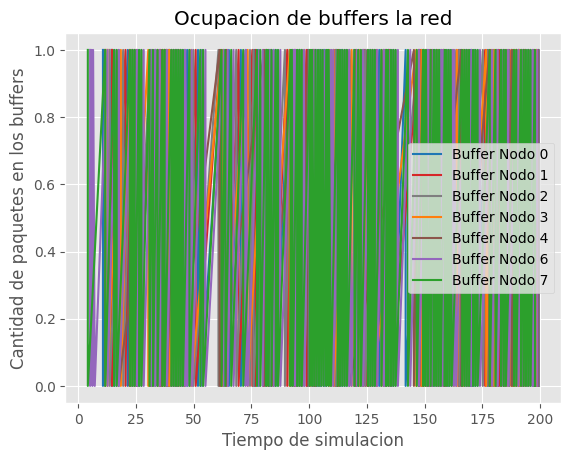 Ocupacion de buffers la red
Cantidad de paquetes en los buffers
1.0
0.8
0.6
0.4
0.2
0.0
Buffer Nodo 0
Buffer Nodo 1
Buffer Nodo 2
Buffer Nodo 3
Buffer Nodo 4
Buffer Nodo 6
Buffer Nodo 7
0 25 50 75 100 125 150 175 200
Tiempo de simulacion